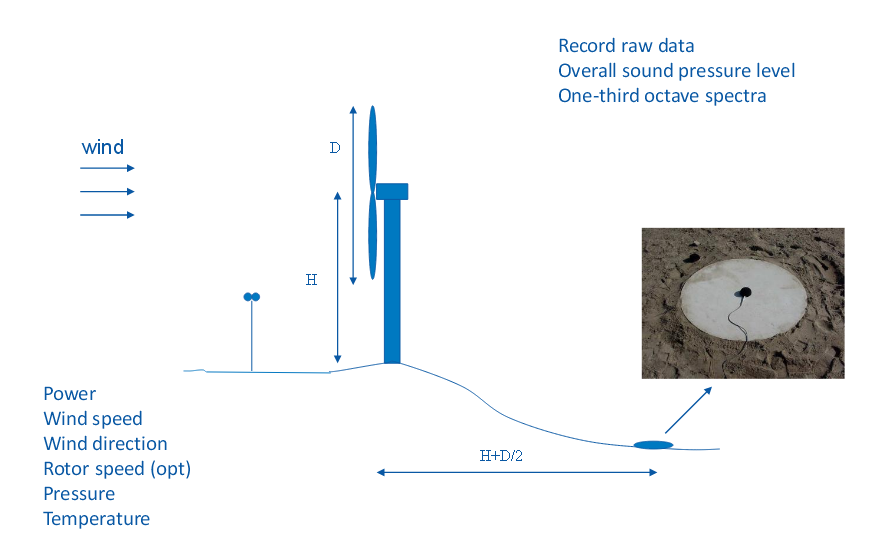 Record raw data
Overall sound pressure level
One-third octave spectra
wind
D
H
Power
Wind speed
Wind direction
Rotor speed (opt)
Pressure
Temperature
H+D/2